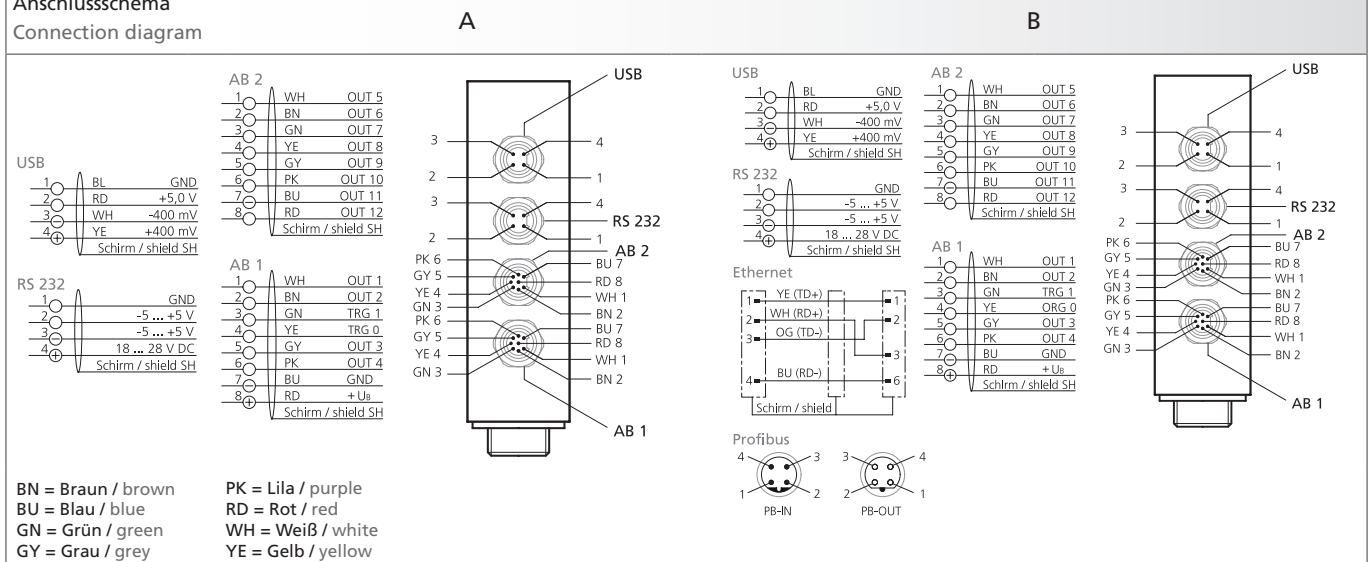 Anschlussschema
Connection diagram
A
B
USB
1 BL GND
2 RD +5,0 V
3 WH -400 mV
4 YE +400 mV
Schirm / shield SH
RS 232
1 GND
2 -5 ... +5 V
3 -5 ... +5 V
4 18 ... 28 V DC
Schirm / shield SH
AB 2
1 WH OUT 5
2 BN OUT 6
3 GN OUT 7
4 YE OUT 8
5 GY OUT 9
6 PK OUT 10
7 BU OUT 11
8 RD OUT 12
Schirm / shield SH
AB 1
1 WH OUT 1
2 BN OUT 2
3 GN TRG 1
4 YE TRG 0
5 GY OUT 3
6 PK OUT 4
7 BU GND
8 RD + UB
Schirm / shield SH
USB
3 4
2 1
3 4
RS 232
2 1
AB 2
PK 6 BU 7
GY 5 RD 8
YE 4 WH 1
GN 3 BN 2
PK 6 BU 7
GY 5 RD 8
YE 4 WH 1
GN 3 BN 2
AB 1
USB
1 BL GND
2 RD +5,0 V
3 WH -400 mV
4 YE +400 mV
Schirm / shield SH
RS 232
1 GND
2 -5 ... +5 V
3 -5 ... +5 V
4 18 ... 28 V DC
Schirm / shield SH
Ethernet
1 YE (TD+) 1
2 WH (RD+) 2
3 OG (TD-) 3
4 BU (RD-) 6
Schirm / shield
Profibus
4 3
1 2
PB-IN
3 4
2 1
PB-OUT
AB 2
1 WH OUT 5
2 BN OUT 6
3 GN OUT 7
4 YE OUT 8
5 GY OUT 9
6 PK OUT 10
7 BU OUT 11
8 RD OUT 12
Schirm / shield SH
AB 1
1 WH OUT 1
2 BN OUT 2
3 GN TRG 1
4 YE ORG 0
5 GY OUT 3
6 PK OUT 4
7 BU GND
8 RD + UB
Schirm / shield SH
USB
3 4
2 1
3 4
RS 232
2 1
AB 2
PK 6 BU 7
GY 5 RD 8
YE 4 WH 1
GN 3 BN 2
PK 6 BU 7
GY 5 RD 8
YE 4 WH 1
GN 3 BN 2
AB 1
BN = Braun / brown
BU = Blau / blue
GN = Grün / green
GY = Grau / grey
PK = Lila / purple
RD = Rot / red
WH = Weiß / white
YE = Gelb / yellow